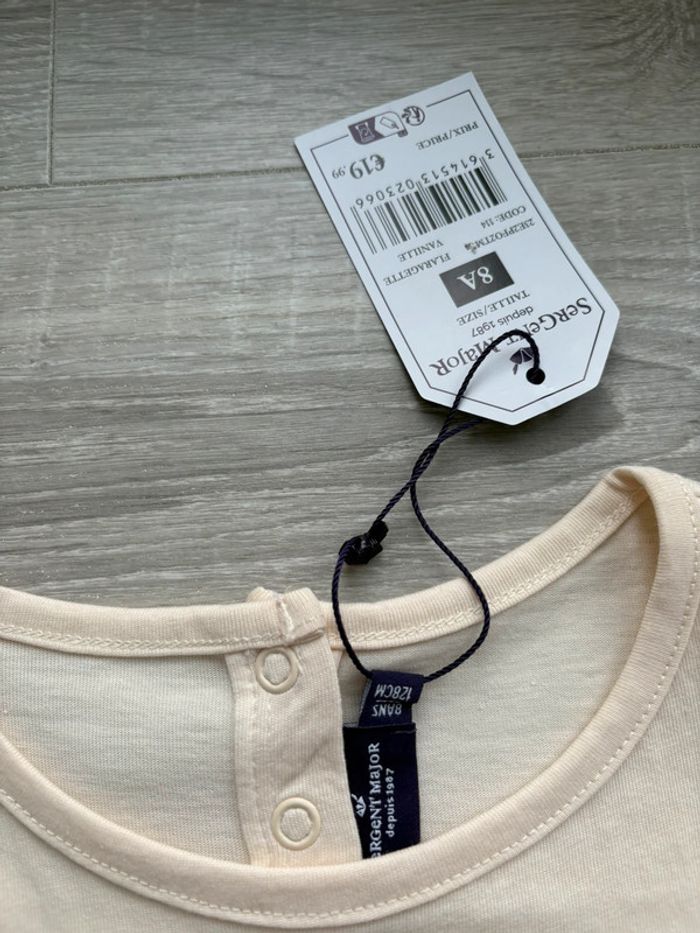 SERGENT MAJOR
depuis 1987
TAILLE/SIZE
8A
FLARAGETTE
VANILLE
23E2PFOZTM
CODE: 114
3 614513 023066
PRIX/PRICE
€19.99
8ANS
128CM
SERGENT MAJOR
depuis 1987